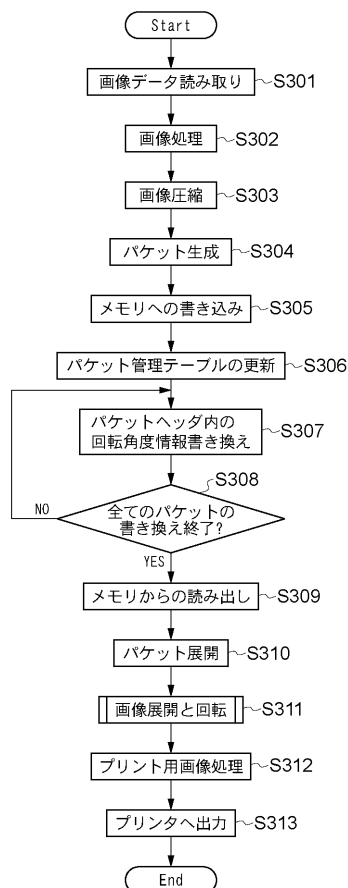 Start
画像データ読み取り
S301
画像処理
S302
画像圧縮
S303
パケット生成
S304
メモリへの書き込み
S305
パケット管理テーブルの更新
S306
パケットヘッダ内の
回転角度情報書き換え
S307
S308
全てのパケットの
書き換え終了?
NO
YES
メモリからの読み出し
S309
パケット展開
S310
画像展開と回転
S311
プリント用画像処理
S312
プリンタへ出力
S313
End